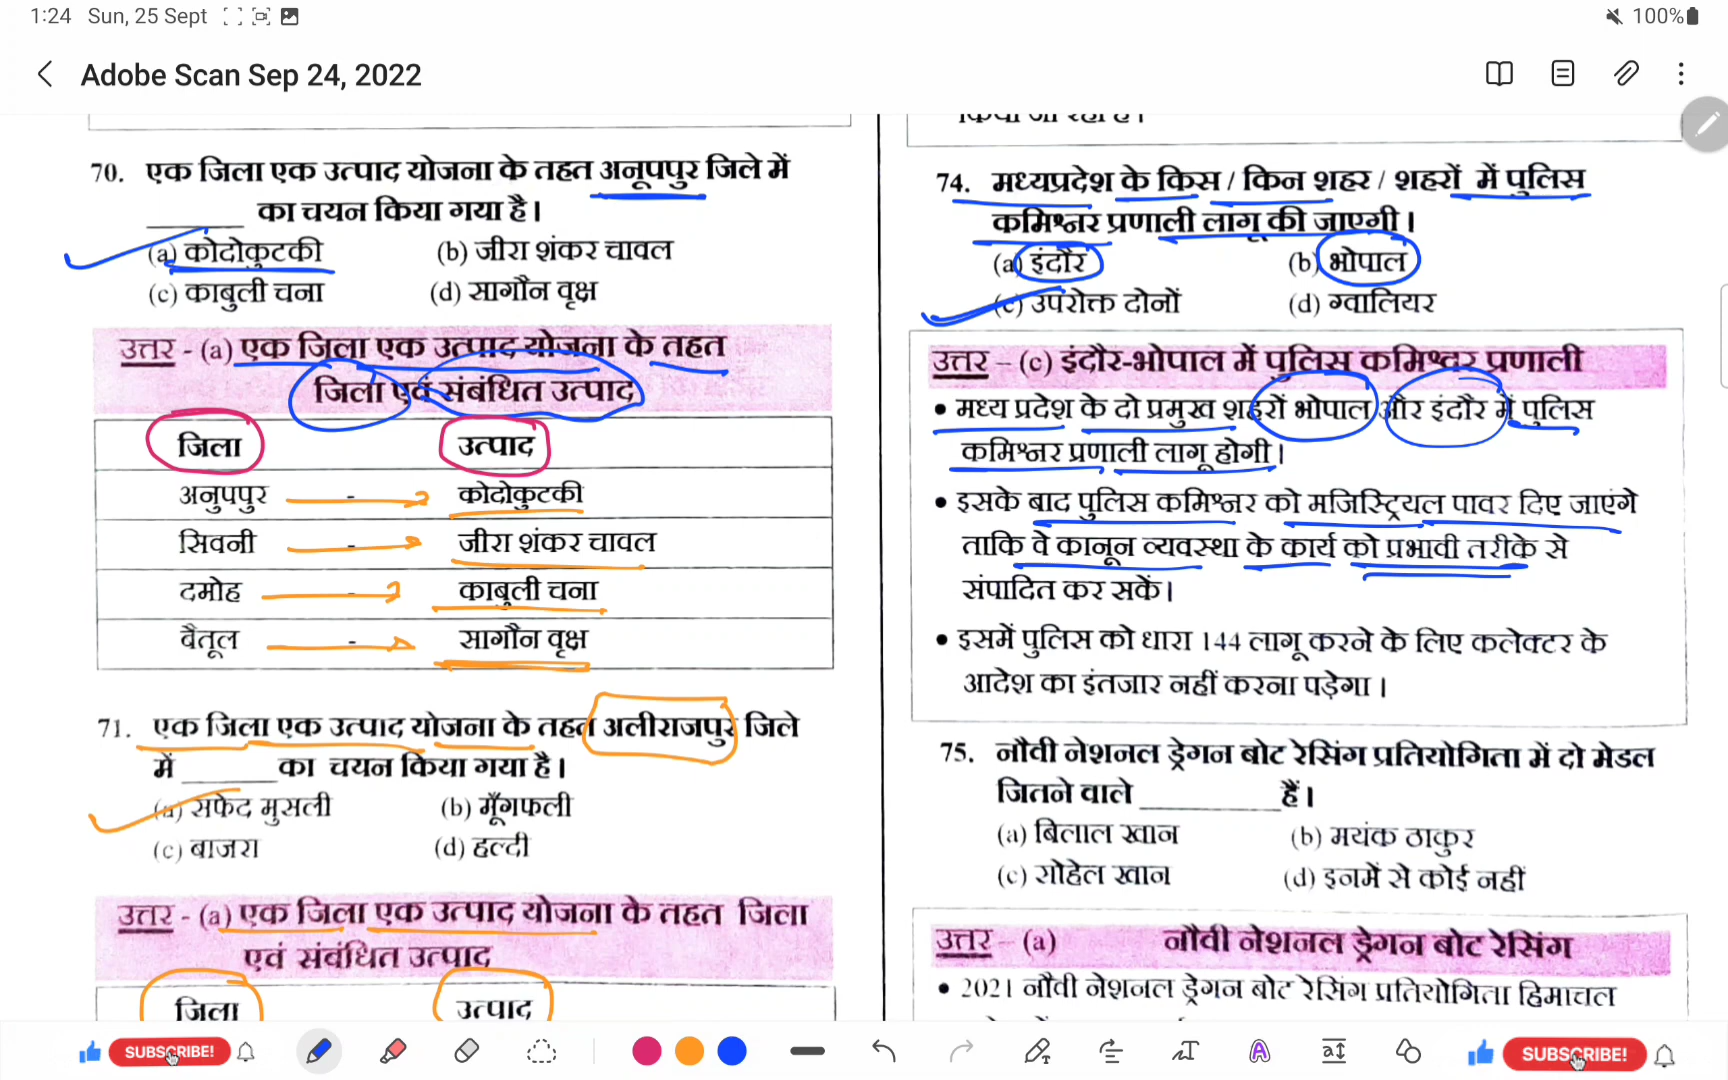 1:24 Sun, 25 Sept
100%
Adobe Scan Sep 24, 2022
70. एक जिला एक उत्पाद योजना के तहत अनूपपुर जिले में
________ का चयन किया गया है।
(a) कोदोकुटकी (b) जीरा शंकर चावल
(c) काबुली चना (d) सागौन वृक्ष
उत्तर - (a) एक जिला एक उत्पाद योजना के तहत
जिला एवं संबंधित उत्पाद
जिला उत्पाद
अनुपपुर - कोदोकुटकी
सिवनी - जीरा शंकर चावल
दमोह - काबुली चना
बैतूल - सागौन वृक्ष
71. एक जिला एक उत्पाद योजना के तहत अलीराजपुर जिले
में ________ का चयन किया गया है।
(a) सफेद मुसली (b) मूँगफली
(c) बाजरा (d) हल्दी
उत्तर - (a) एक जिला एक उत्पाद योजना के तहत जिला
एवं संबंधित उत्पाद
जिला उत्पाद
74. मध्यप्रदेश के किस / किन शहर / शहरों में पुलिस
कमिश्नर प्रणाली लागू की जाएगी।
(a) इंदौर (b) भोपाल
(c) उपरोक्त दोनों (d) ग्वालियर
उत्तर – (c) इंदौर-भोपाल में पुलिस कमिश्नर प्रणाली
• मध्य प्रदेश के दो प्रमुख शहरों भोपाल और इंदौर में पुलिस
कमिश्नर प्रणाली लागू होगी।
• इसके बाद पुलिस कमिश्नर को मजिस्ट्रियल पावर दिए जाएंगे
ताकि वे कानून व्यवस्था के कार्य को प्रभावी तरीके से
संपादित कर सकें।
• इसमें पुलिस को धारा 144 लागू करने के लिए कलेक्टर के
आदेश का इंतजार नहीं करना पड़ेगा।
75. नौवी नेशनल ड्रेगन बोट रेसिंग प्रतियोगिता में दो मेडल
जितने वाले __________ हैं।
(a) बिलाल खान (b) मयंक ठाकुर
(c) सोहेल खान (d) इनमें से कोई नहीं
उत्तर – (a) नौवी नेशनल ड्रेगन बोट रेसिंग
• 2021 नौवी नेशनल ड्रेगन बोट रेसिंग प्रतियोगिता हिमाचल
SUBSCRIBE!
SUBSCRIBE!